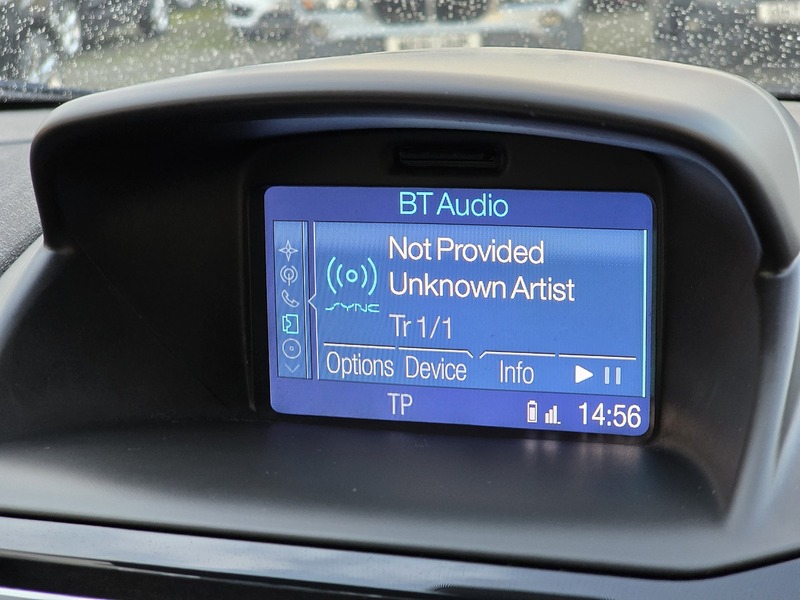 BT Audio
Not Provided
Unknown Artist
SYNC
Tr 1/1
Options Device Info
TP 14:56